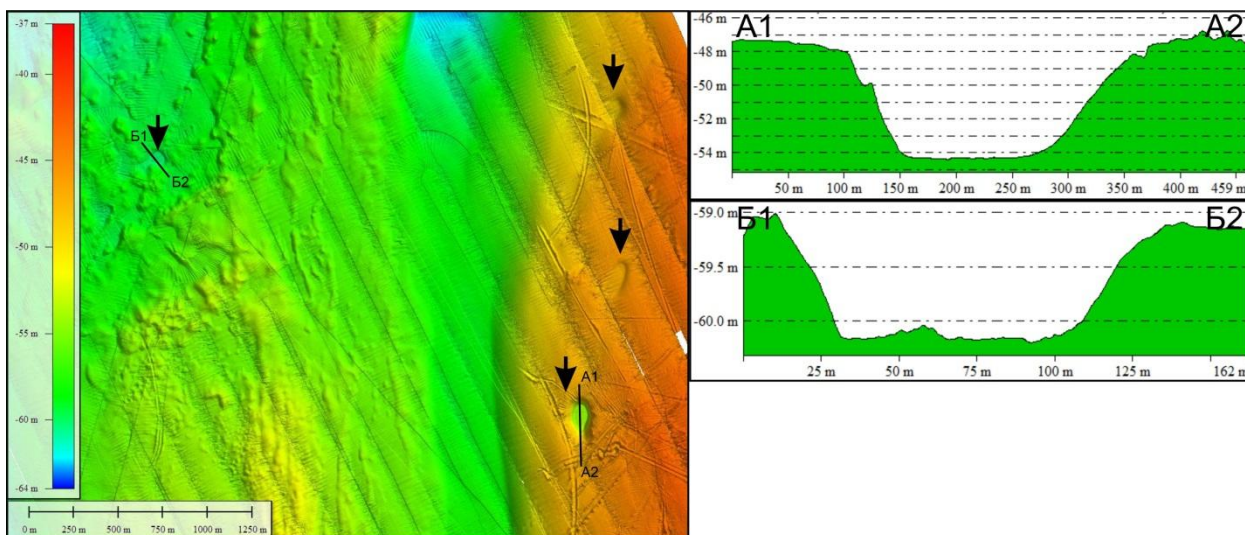 -37 m
-40 m
-45 m
-50 m
-55 m
-60 m
-64 m
0 m 250 m 500 m 750 m 1000 m 1250 m
Б1
Б2
А1
А2
А1 А2
-46 m
-48 m
-50 m
-52 m
-54 m
50 m 100 m 150 m 200 m 250 m 300 m 350 m 400 m 459 m
Б1 Б2
-59.0 m
-59.5 m
-60.0 m
25 m 50 m 75 m 100 m 125 m 162 m